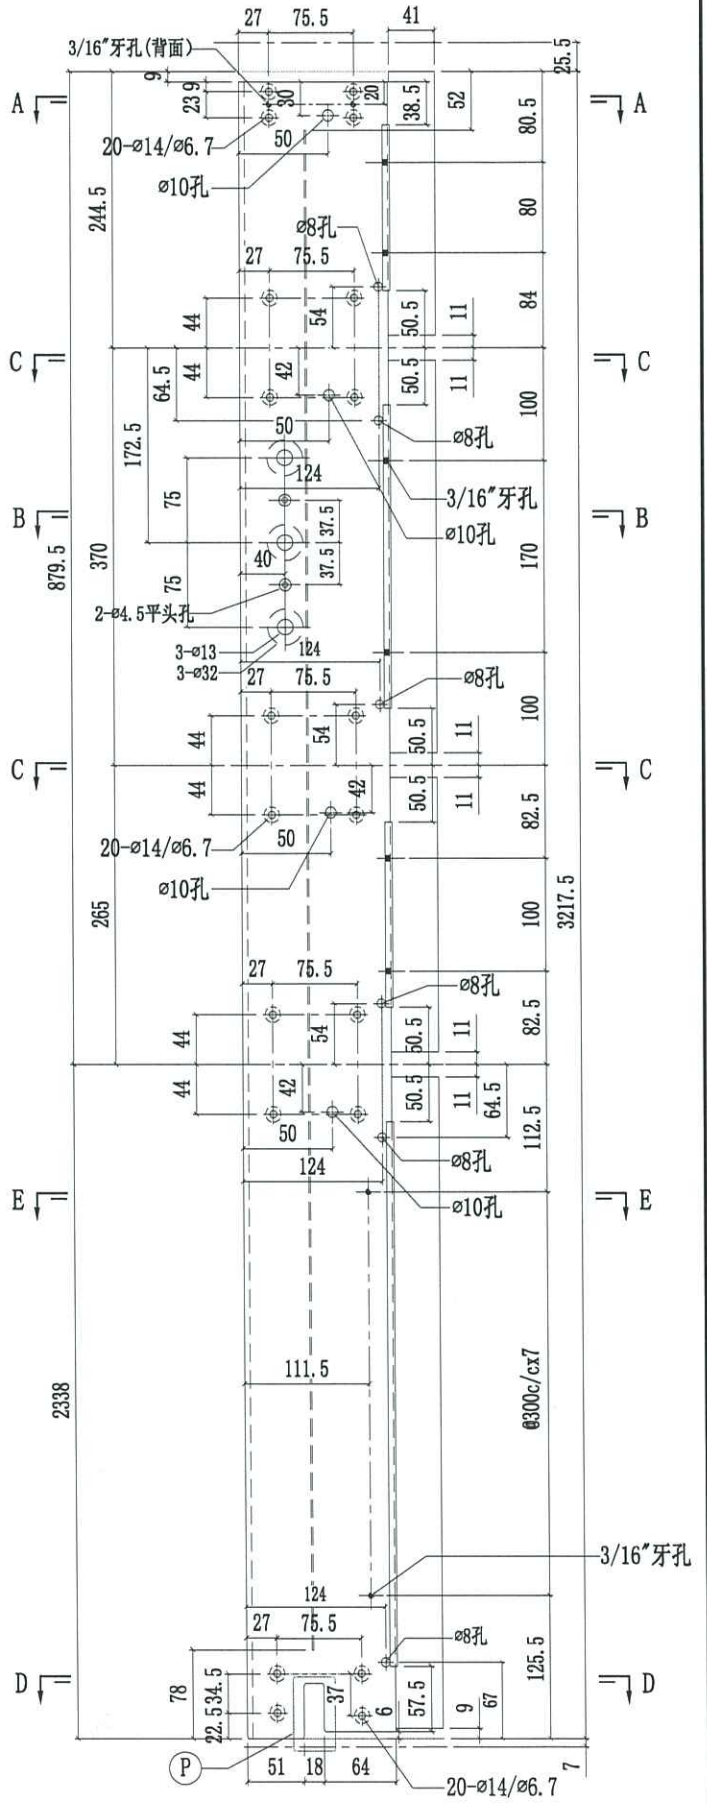 27 75.5 41
3/16"牙孔(背面)
25.5
9
A A
23 9 30 20 38.5 52 80.5
50
20-ø14/ø6.7
ø10孔
244.5
80
ø8孔
27 75.5
44 54 50.5 11 84
C C
44 42 50.5 11
64.5 100
50 ø8孔
172.5
124
75 3/16"牙孔
B B
37.5 ø10孔
879.5 370 170
40 37.5
75
2-ø4.5平头孔
3-ø13 124
3-ø32
27 75.5 ø8孔
44 54 50.5 11 100
C C
44 42 50.5 11
82.5
20-ø14/ø6.7 50
ø10孔
265 100 3217.5
27 75.5 ø8孔
44 54 50.5 11 82.5
44 42 50.5 11 64.5
112.5
50 ø8孔
124
E E
ø10孔
111.5
2338 @300c/cx7
3/16"牙孔
124
27 75.5 ø8孔
125.5
D D
78 34.5 37 57.5 67
22.5 6 9
P
51 18 64 7
20-ø14/ø6.7